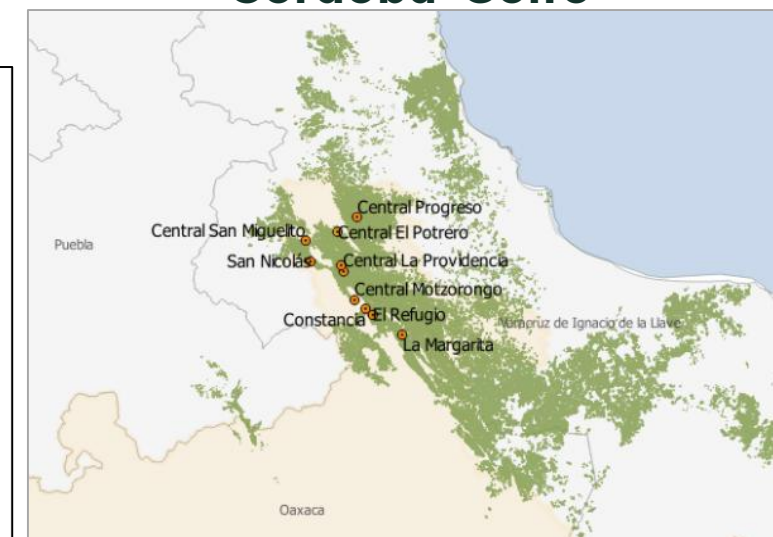 Central Progreso
Central San Miguelito
Central El Potrero
Puebla
San Nicolás
Central La Providencia
Central Motzorongo
Constancia
El Refugio
Veracruz de Ignacio de la Llave
La Margarita
Oaxaca